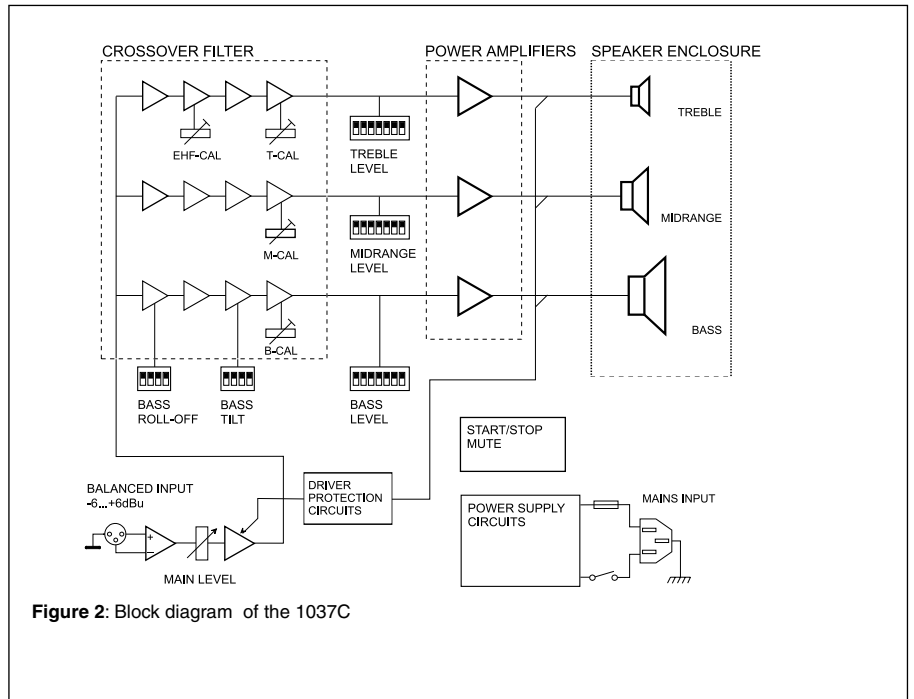 CROSSOVER FILTER
POWER AMPLIFIERS
SPEAKER ENCLOSURE
EHF-CAL
T-CAL
TREBLE
LEVEL
TREBLE
M-CAL
MIDRANGE
LEVEL
MIDRANGE
B-CAL
BASS
BASS
ROLL-OFF
BASS
TILT
BASS
LEVEL
START/STOP
MUTE
BALANCED INPUT
-6...+6dBu
+
−
MAIN LEVEL
DRIVER
PROTECTION
CIRCUITS
POWER SUPPLY
CIRCUITS
MAINS INPUT
Figure 2: Block diagram of the 1037C